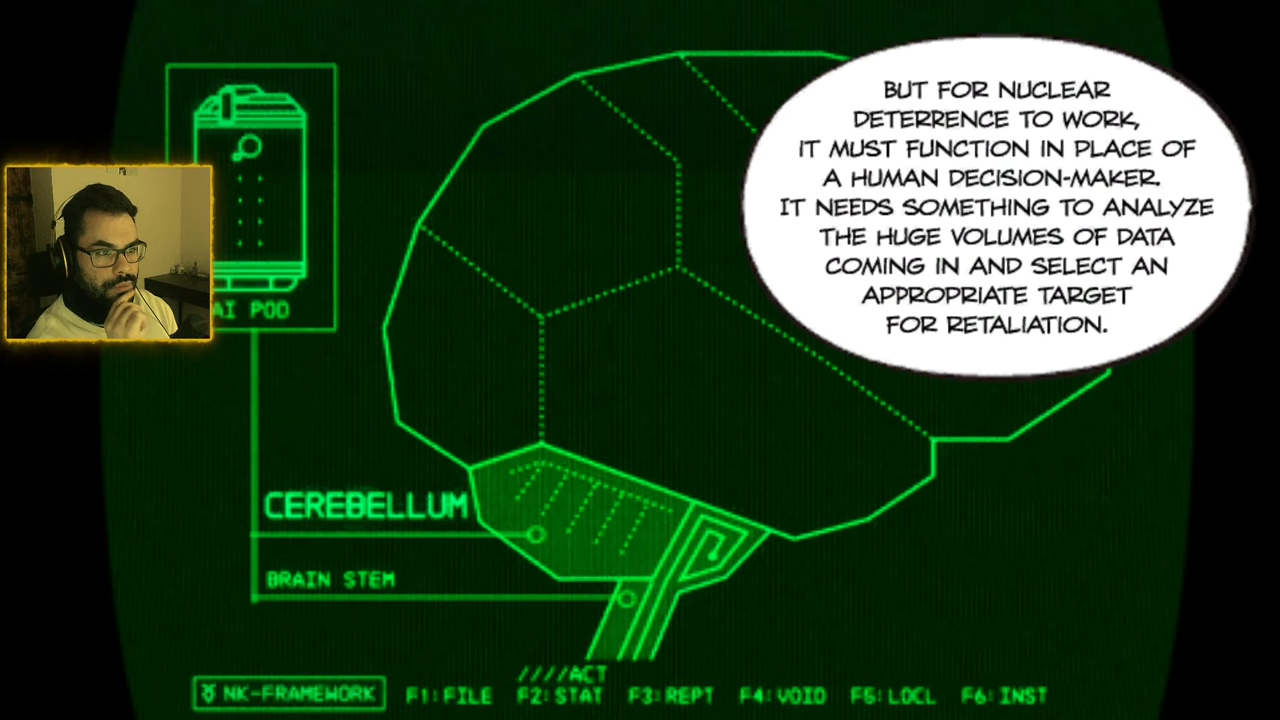 BUT FOR NUCLEAR
DETERRENCE TO WORK,
IT MUST FUNCTION IN PLACE OF
A HUMAN DECISION-MAKER.
IT NEEDS SOMETHING TO ANALYZE
THE HUGE VOLUMES OF DATA
COMING IN AND SELECT AN
APPROPRIATE TARGET
FOR RETALIATION.
AI POD
CEREBELLUM
BRAIN STEM
////ACT
NK-FRAMEWORK F1:FILE F2:STAT F3:REPT F4:VOID F5:LOCL F6:INST